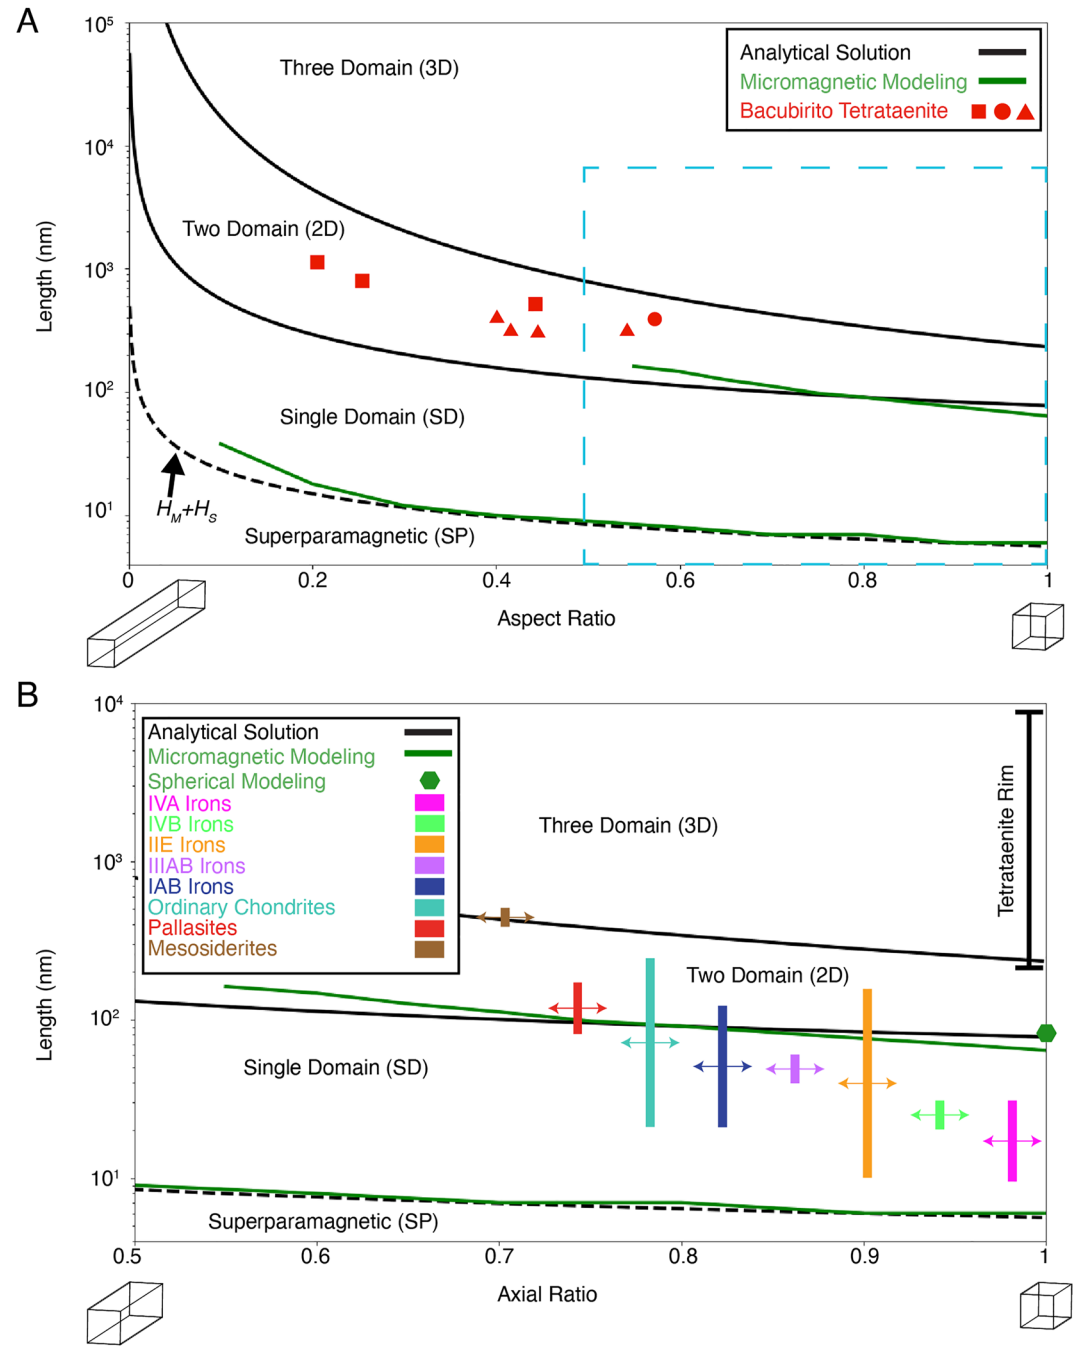 A
10⁵
10⁴
10³
10²
10¹
Length (nm)
Three Domain (3D)
Analytical Solution
Micromagnetic Modeling
Bacubirito Tetrataenite
Two Domain (2D)
Single Domain (SD)
H_M+H_S
Superparamagnetic (SP)
0 0.2 0.4 0.6 0.8 1
Aspect Ratio
B
10⁴
10³
10²
10¹
Length (nm)
Analytical Solution
Micromagnetic Modeling
Spherical Modeling
IVA Irons
IVB Irons
IIE Irons
IIIAB Irons
IAB Irons
Ordinary Chondrites
Pallasites
Mesosiderites
Three Domain (3D)
Tetrataenite Rim
Two Domain (2D)
Single Domain (SD)
Superparamagnetic (SP)
0.5 0.6 0.7 0.8 0.9 1
Axial Ratio